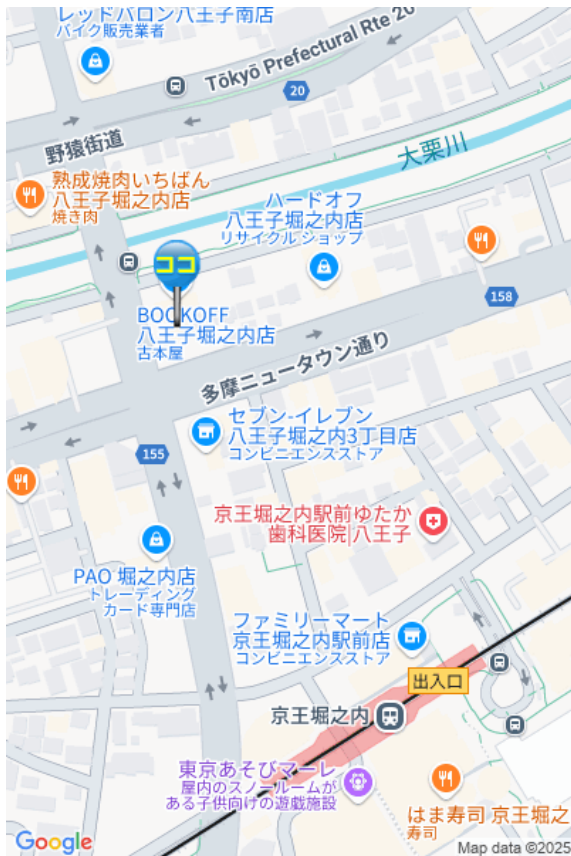 レッドバロン八王子南店
バイク販売業者
Tōkyō Prefectural Rte 20
20
野猿街道
大栗川
熟成焼肉いちばん
八王子堀之内店
焼き肉
ハードオフ
八王子堀之内店
リサイクル ショップ
ココ
158
BOOKOFF
八王子堀之内店
古本屋
多摩ニュータウン通り
セブン-イレブン
八王子堀之内3丁目店
コンビニエンスストア
155
京王堀之内駅前ゆたか
歯科医院|八王子
PAO 堀之内店
トレーディング
カード専門店
ファミリーマート
京王堀之内駅前店
コンビニエンスストア
出入口
京王堀之内
東京あそびマーレ
屋内のスノールームが
ある子供向けの遊戯施設
はま寿司 京王堀之
寿司
Google
Map data ©2025